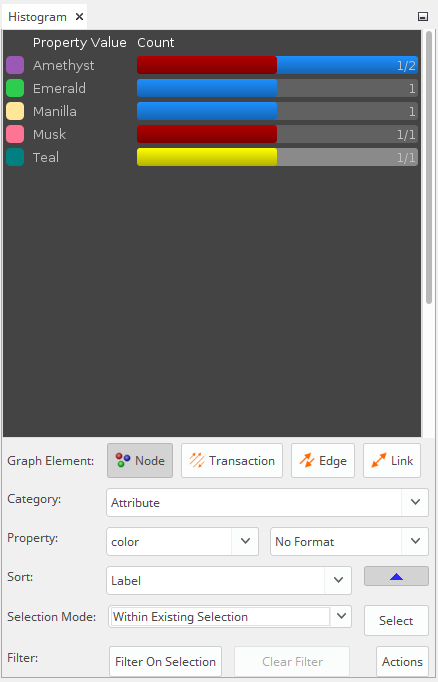 Histogram ×
Property Value Count
Amethyst 1/2
Emerald 1
Manilla 1
Musk 1/1
Teal 1/1
Graph Element: Node Transaction Edge Link
Category: Attribute
Property: color No Format
Sort: Label
Selection Mode: Within Existing Selection Select
Filter: Filter On Selection Clear Filter Actions